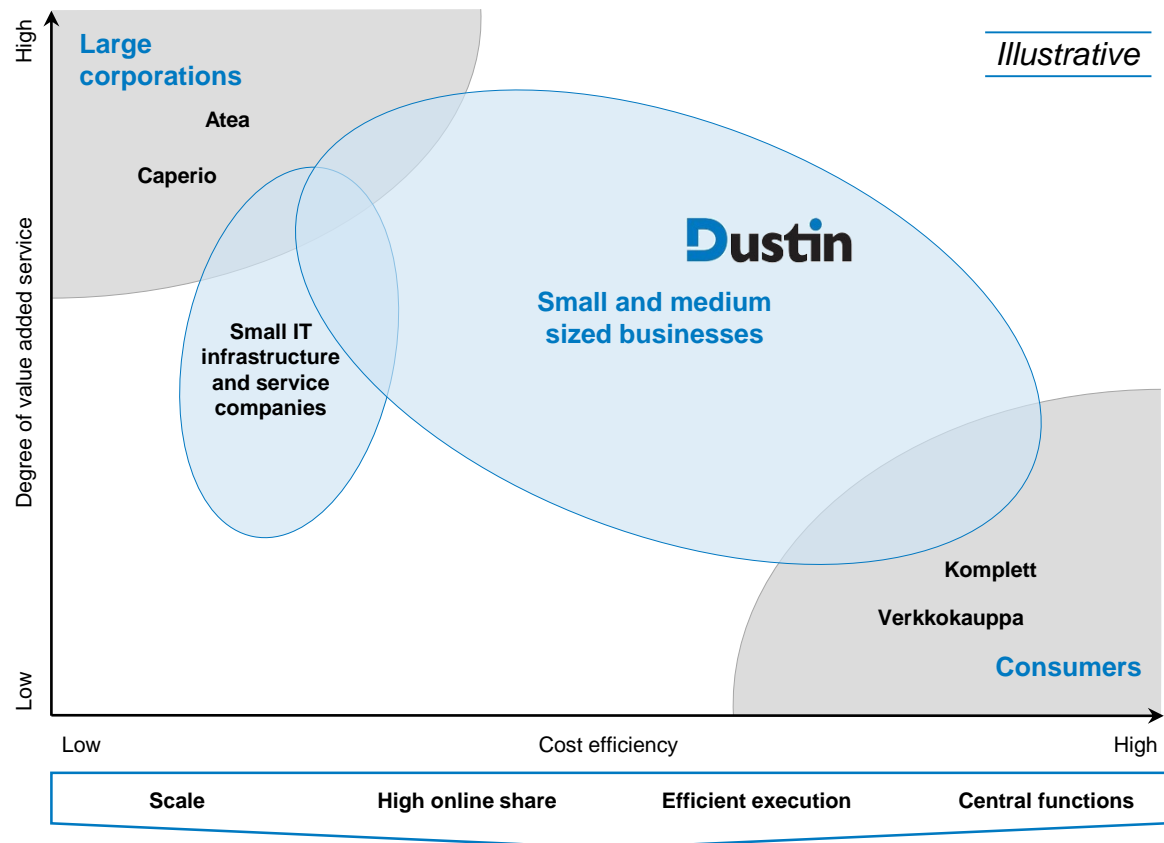 High
Large
corporations
Illustrative
Atea
Caperio
Dustin
Small and medium
sized businesses
Small IT
infrastructure
and service
companies
Degree of value added service
Komplett
Verkkokauppa
Consumers
Low
Low Cost efficiency High
Scale High online share Efficient execution Central functions